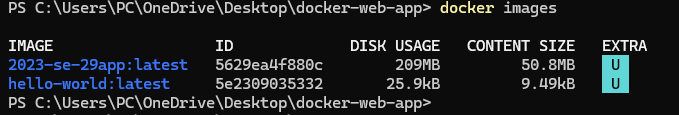 PS C:\Users\PC\OneDrive\Desktop\docker-web-app> docker images
IMAGE ID DISK USAGE CONTENT SIZE EXTRA
2023-se-29app:latest 5629ea4f880c 209MB 50.8MB U
hello-world:latest 5e2309035332 25.9kB 9.49kB U
PS C:\Users\PC\OneDrive\Desktop\docker-web-app>